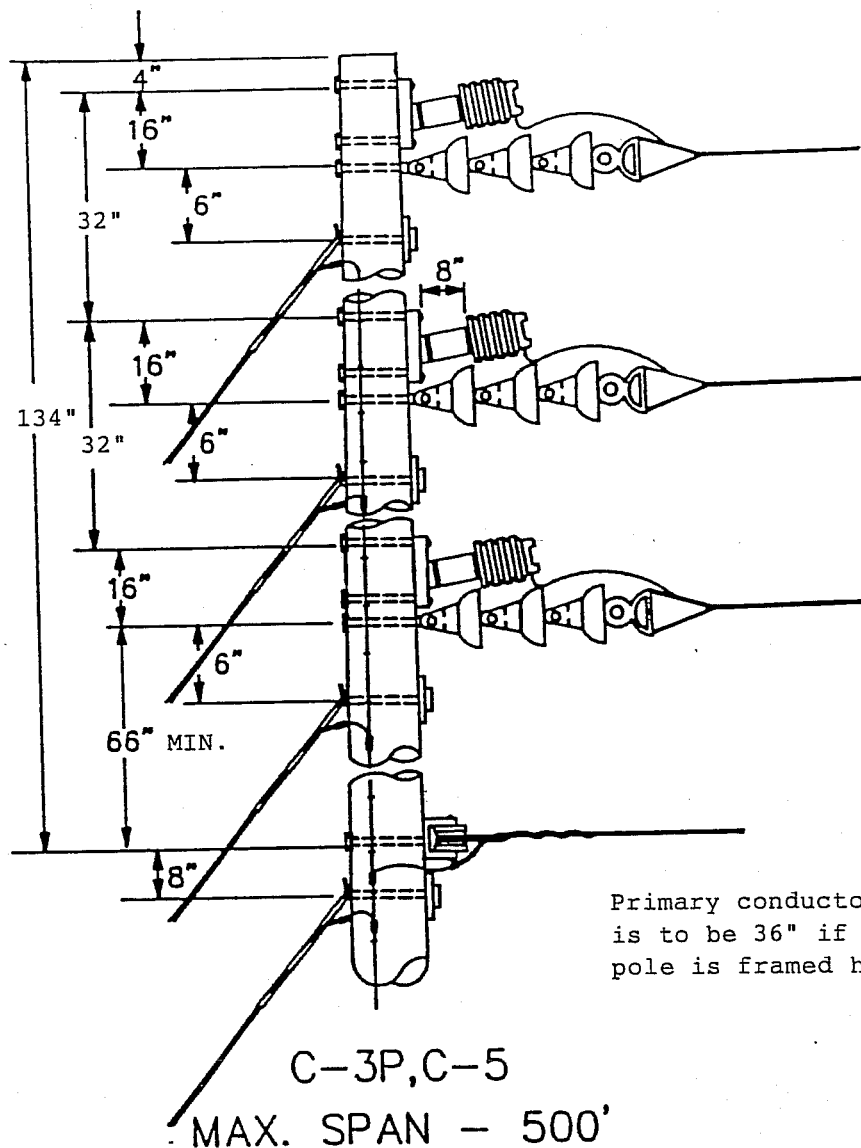 4"
16"
32"
6"
8"
16"
134"
32"
6"
16"
6"
66" MIN.
8"
Primary
is to be 36" if
pole is framed
C-3P,C-5
MAX. SPAN - 500'